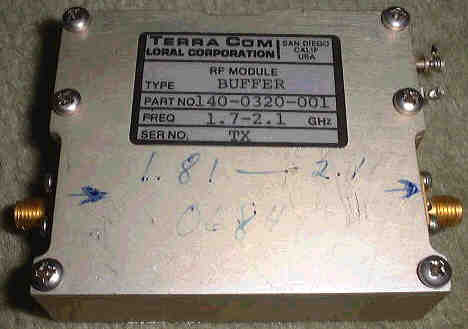 TERRA COM
LORAL CORPORATION
SAN DIEGO
CALIF
USA
RF MODULE
TYPE BUFFER
PART NO. 140-0320-001
FREQ 1.7-2.1 GHz
SER NO. TX
1.81 — 2.1
0684